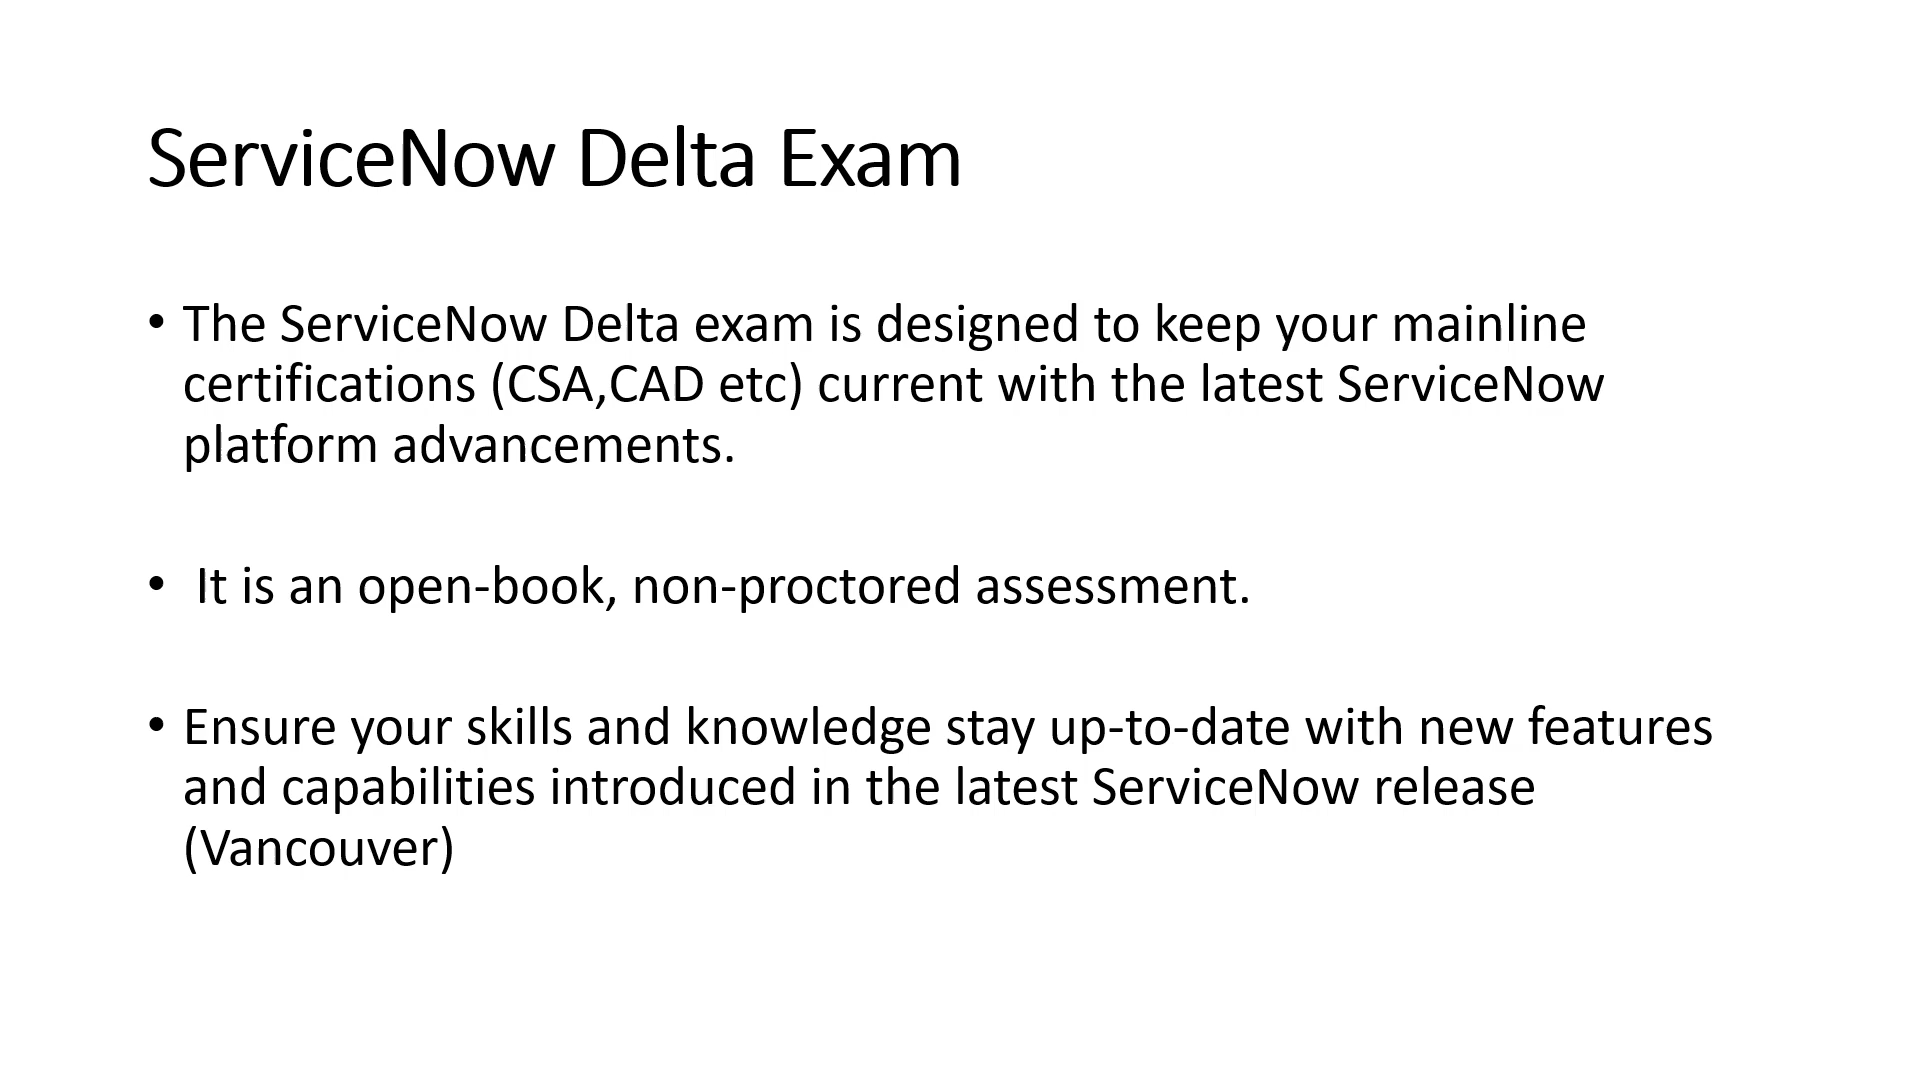 ServiceNow Delta Exam
• The ServiceNow Delta exam is designed to keep your mainline
certifications (CSA,CAD etc) current with the latest ServiceNow
platform advancements.
• It is an open-book, non-proctored assessment.
• Ensure your skills and knowledge stay up-to-date with new features
and capabilities introduced in the latest ServiceNow release
(Vancouver)